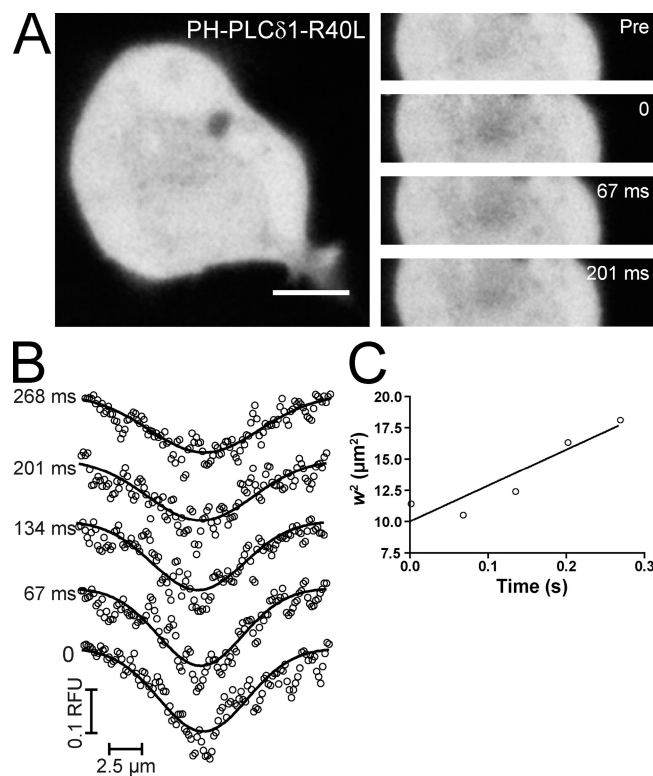 A
PH-PLCδ1-R40L
Pre
0
67 ms
201 ms
B
268 ms
201 ms
134 ms
67 ms
0
0.1 RFU
2.5 µm
C
20.0
17.5
15.0
12.5
10.0
7.5
w² (µm²)
0.0
0.1
0.2
0.3
Time (s)